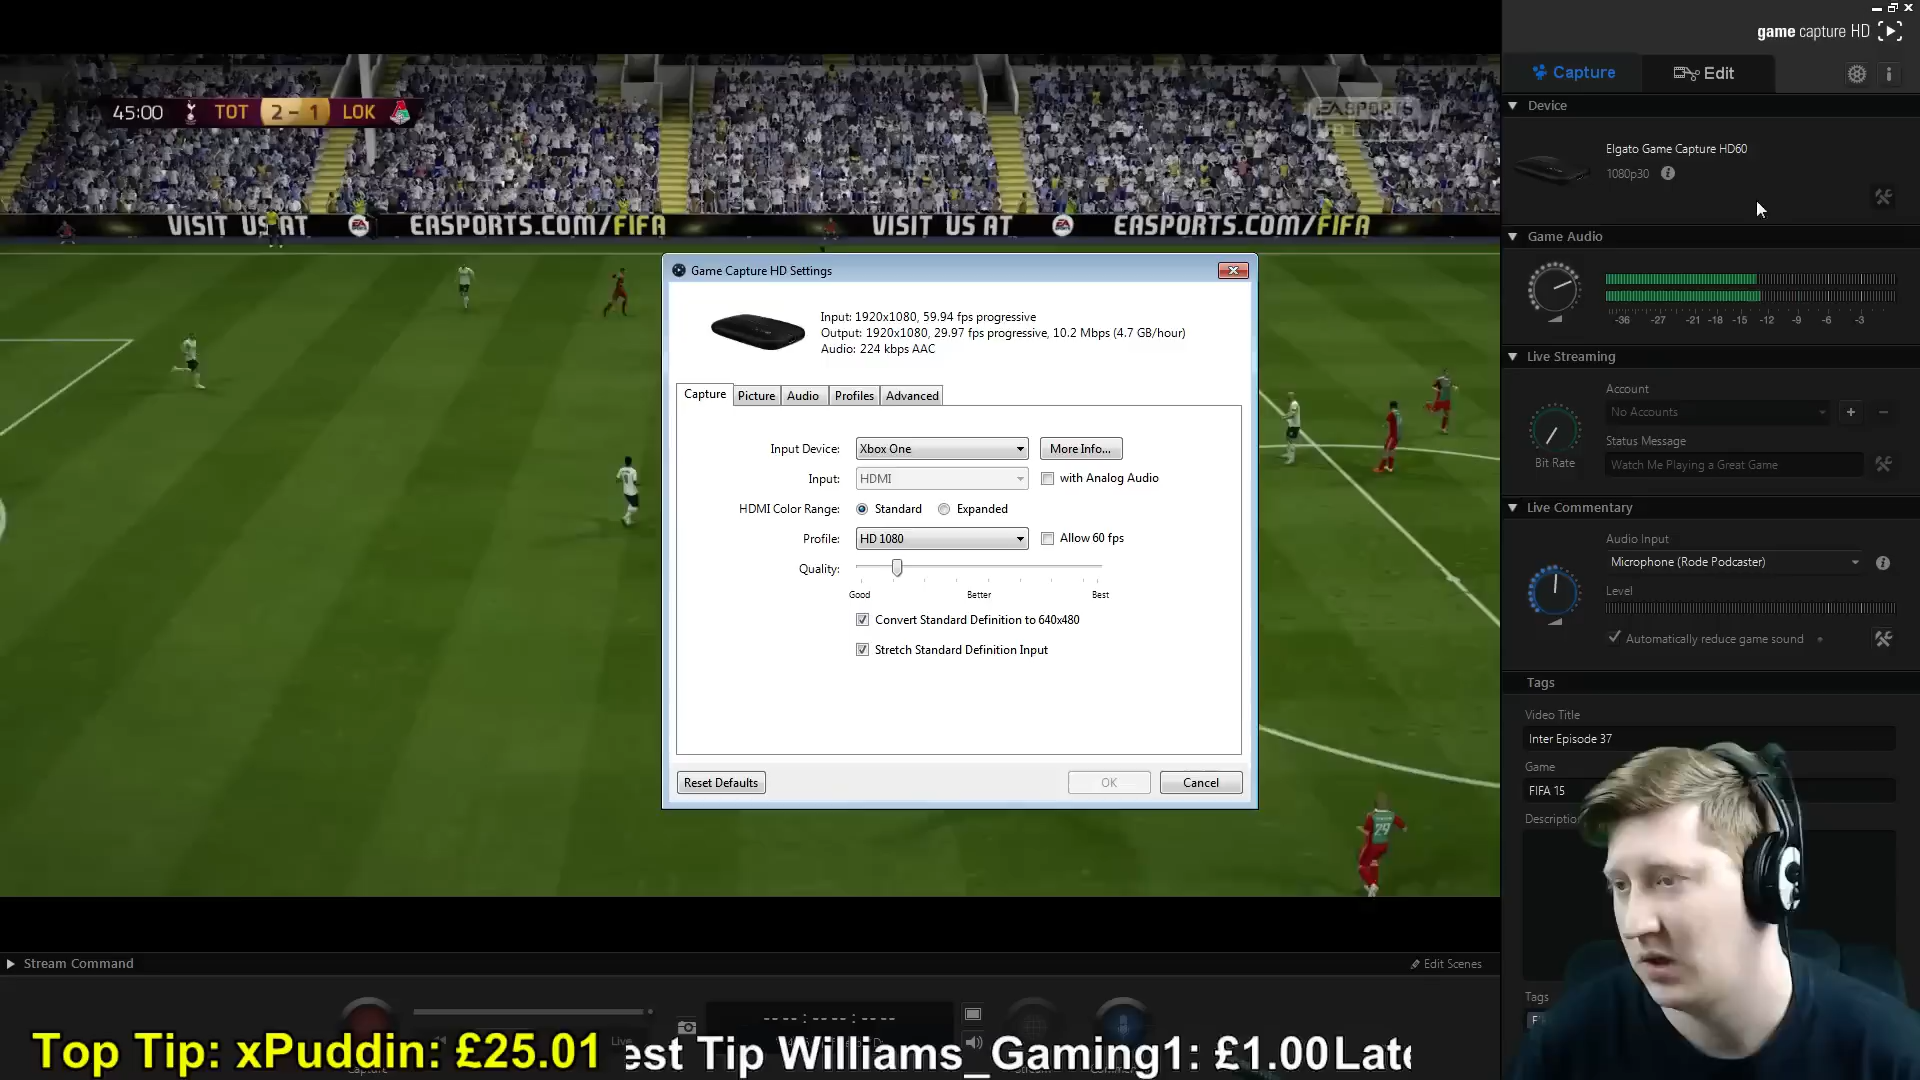 game capture HD
Capture
Edit
45:00 TOT 2 - 1 LOK
EA SPORTS
VISIT US AT EASPORTS.COM/FIFA VISIT US AT EASPORTS.COM/FIFA
Device
Elgato Game Capture HD60
1080p30
Game Audio
-36 -27 -21 -18 -15 -12 -9 -6 -3
Live Streaming
Account
No Accounts
Status Message
Watch Me Playing a Great Game
Bit Rate
Live Commentary
Audio Input
Microphone (Rode Podcaster)
Level
Automatically reduce game sound
Tags
Video Title
Inter Episode 37
Game
FIFA 15
Description
Tags
Game Capture HD Settings
Input: 1920x1080, 59.94 fps progressive
Output: 1920x1080, 29.97 fps progressive, 10.2 Mbps (4.7 GB/hour)
Audio: 224 kbps AAC
Capture Picture Audio Profiles Advanced
Input Device: Xbox One More Info...
Input: HDMI with Analog Audio
HDMI Color Range: Standard Expanded
Profile: HD 1080 Allow 60 fps
Quality:
Good Better Best
Convert Standard Definition to 640x480
Stretch Standard Definition Input
Reset Defaults OK Cancel
29
Stream Command
Edit Scenes
-- -- : -- -- : -- --
Live
Top Tip: xPuddin: £25.01 est Tip Williams_Gaming1: £1.00 Late